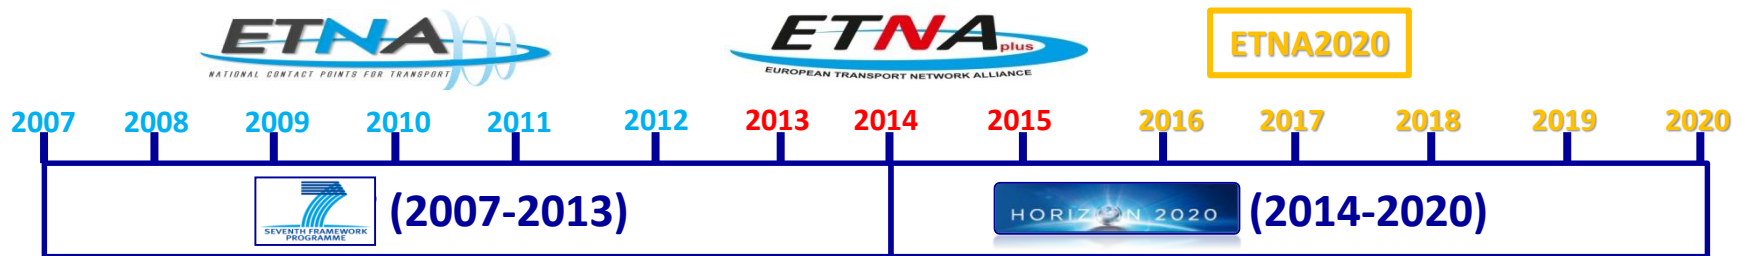 ETNA
NATIONAL CONTACT POINTS FOR TRANSPORT
ETNA plus
EUROPEAN TRANSPORT NETWORK ALLIANCE
ETNA2020
2007 2008 2009 2010 2011 2012 2013 2014 2015 2016 2017 2018 2019 2020
7
SEVENTH FRAMEWORK
PROGRAMME
(2007-2013)
HORIZON 2020
(2014-2020)